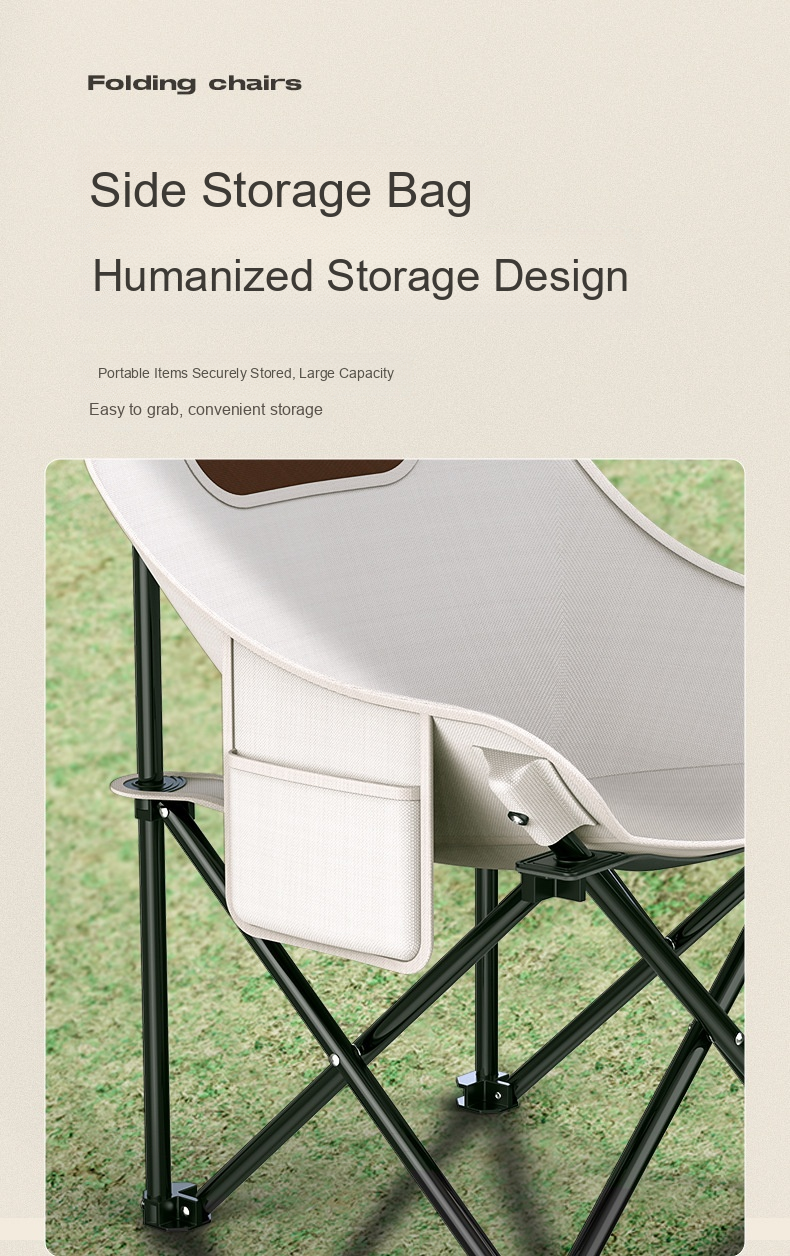 Folding chairs
Side Storage Bag
Humanized Storage Design
Portable Items Securely Stored, Large Capacity
Easy to grab, convenient storage